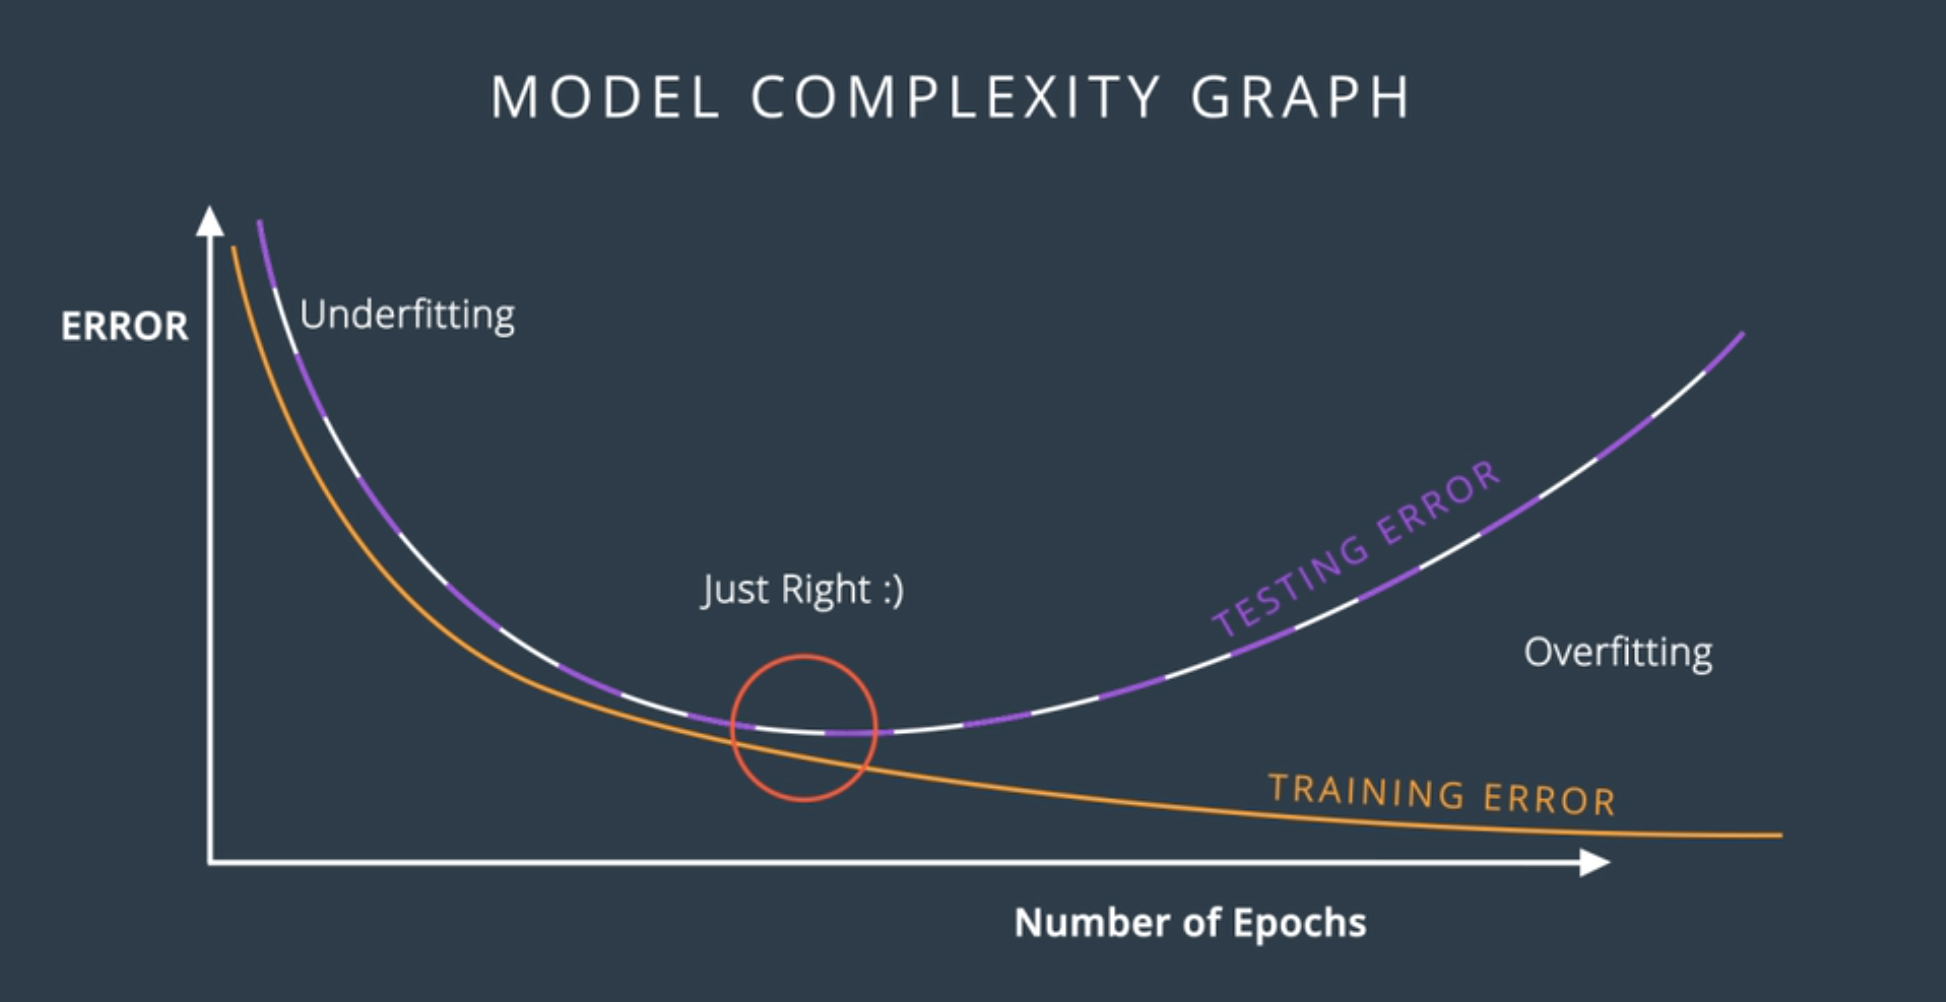 MODEL COMPLEXITY GRAPH
ERROR
Underfitting
Just Right :)
TESTING ERROR
Overfitting
TRAINING ERROR
Number of Epochs